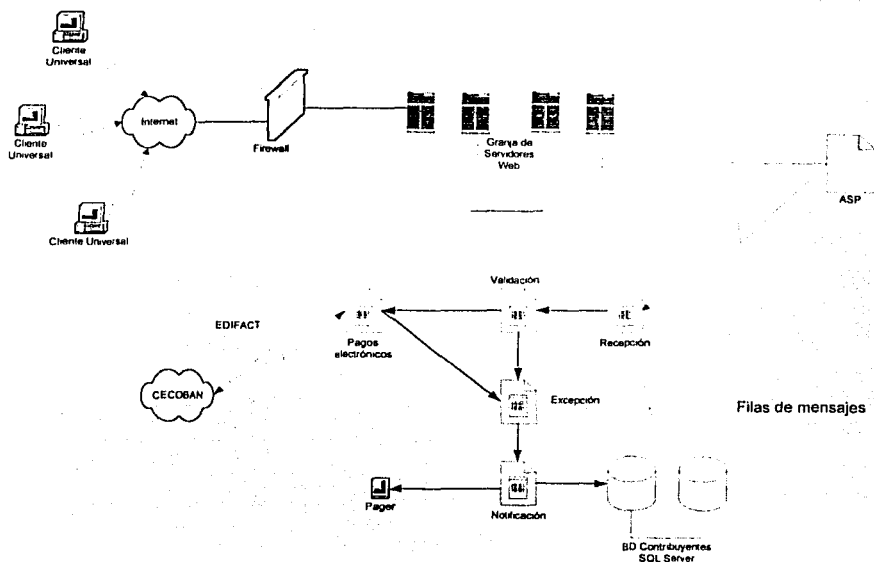 Cliente
Universal
Cliente
Universal
Internet
Firewall
Granja de
Servidores
Web
ASP
Cliente Universal
Validación
EDIFACT
Pagos
electrónicos
Recepción
CECOBAN
Excepción
Filas de mensajes
Pager
Notificación
BD Contribuyentes
SQL Server